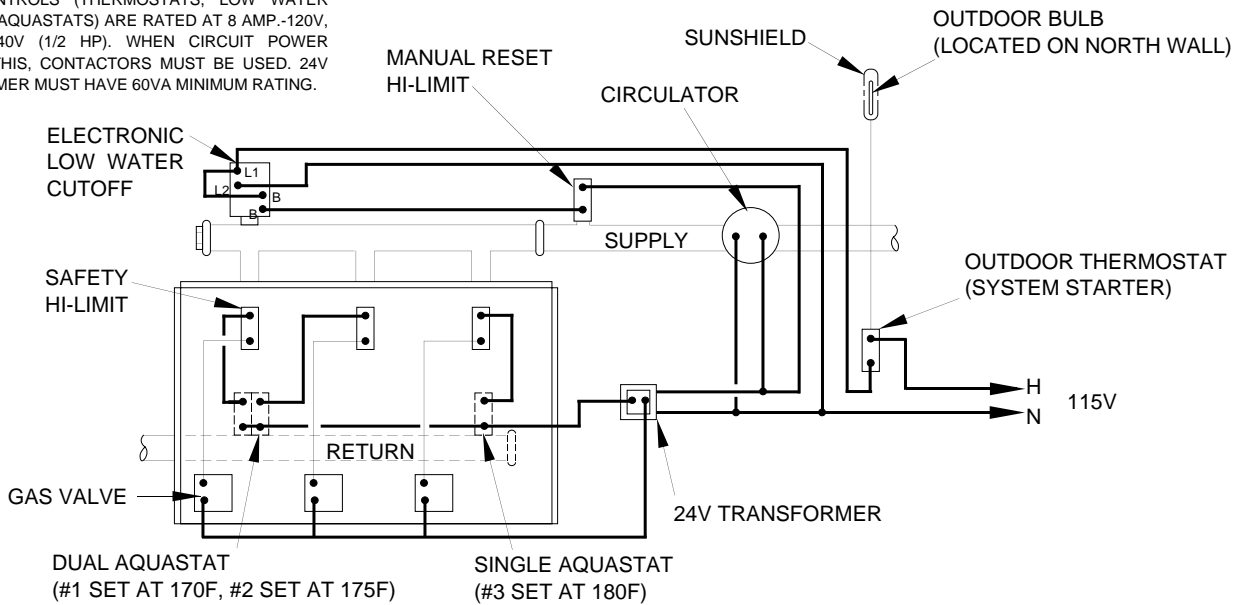 (THERMOSTATS, LOW WATER
AQUASTATS) ARE RATED AT 8 AMP.-120V,
(1/2 HP). WHEN CIRCUIT POWER
THIS, CONTACTORS MUST BE USED. 24V
MUST HAVE 60VA MINIMUM RATING.
MANUAL RESET
HI-LIMIT
SUNSHIELD
OUTDOOR BULB
(LOCATED ON NORTH WALL)
CIRCULATOR
ELECTRONIC
LOW WATER
CUTOFF
L1
L2
B
B
SUPPLY
SAFETY
HI-LIMIT
OUTDOOR THERMOSTAT
(SYSTEM STARTER)
H
115V
N
RETURN
GAS VALVE
24V TRANSFORMER
DUAL AQUASTAT
(#1 SET AT 170F, #2 SET AT 175F)
SINGLE AQUASTAT
(#3 SET AT 180F)